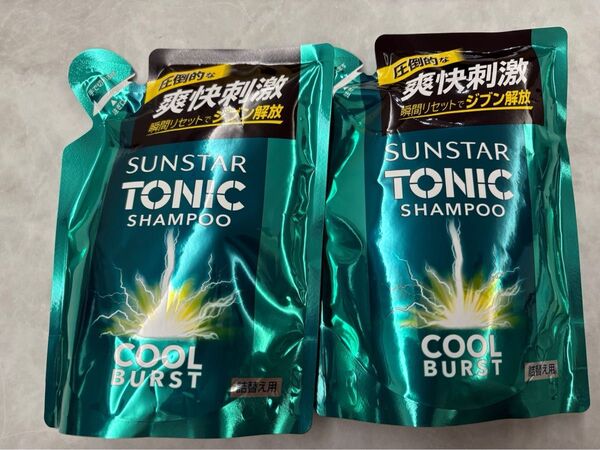 圧倒的な
爽快刺激
瞬間リセットでジブン解放
SUNSTAR
TONIC
SHAMPOO
COOL
BURST
詰替え用
圧倒的な
爽快刺激
瞬間リセットでジブン解放
SUNSTAR
TONIC
SHAMPOO
COOL
BURST
詰替え用